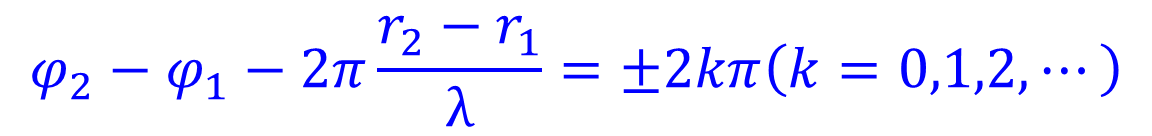 φ₂ − φ₁ − 2π(r₂ − r₁)/λ = ±2kπ(k = 0,1,2, ⋯ )